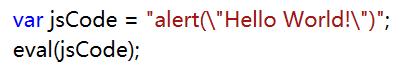 var jsCode = "alert(\"Hello World!\")";
eval(jsCode);